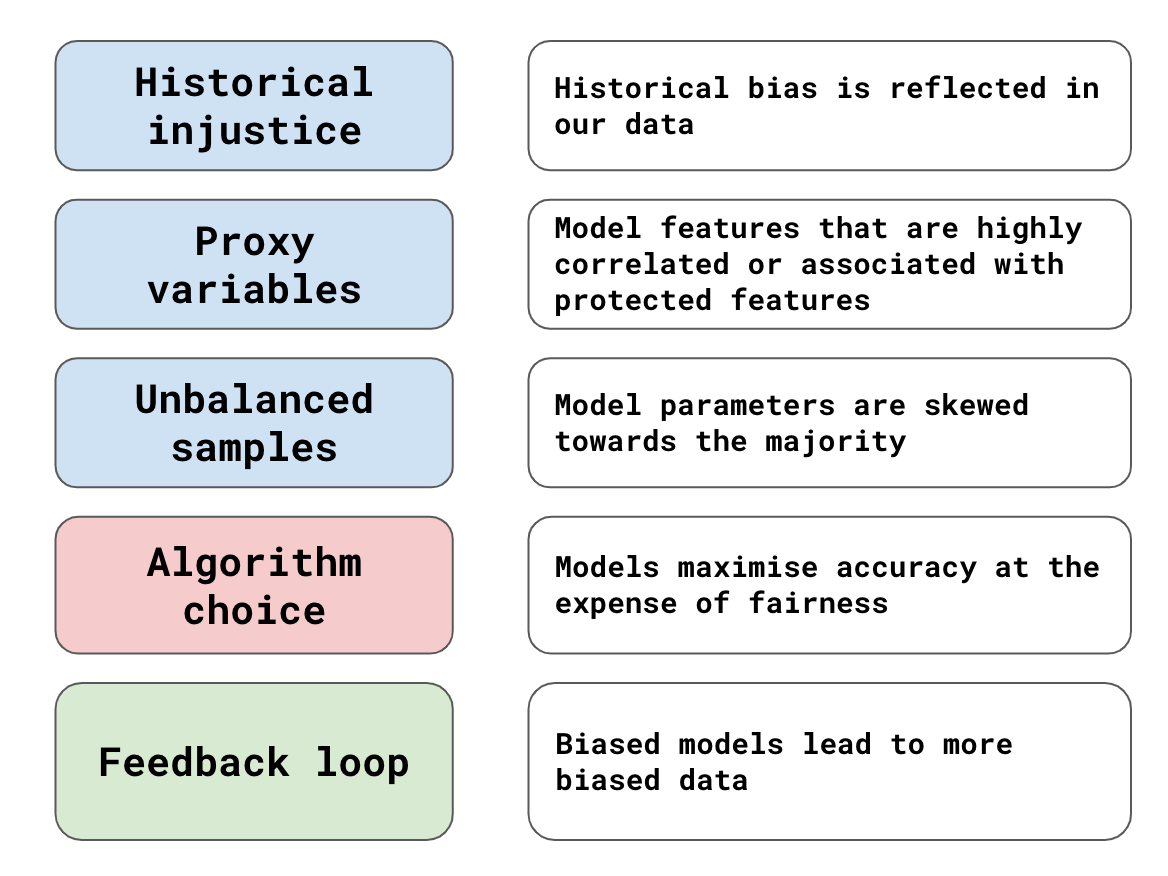 Historical
injustice
Historical bias is reflected in
our data
Proxy
variables
Model features that are highly
correlated or associated with
protected features
Unbalanced
samples
Model parameters are skewed
towards the majority
Algorithm
choice
Models maximise accuracy at the
expense of fairness
Feedback loop
Biased models lead to more
biased data